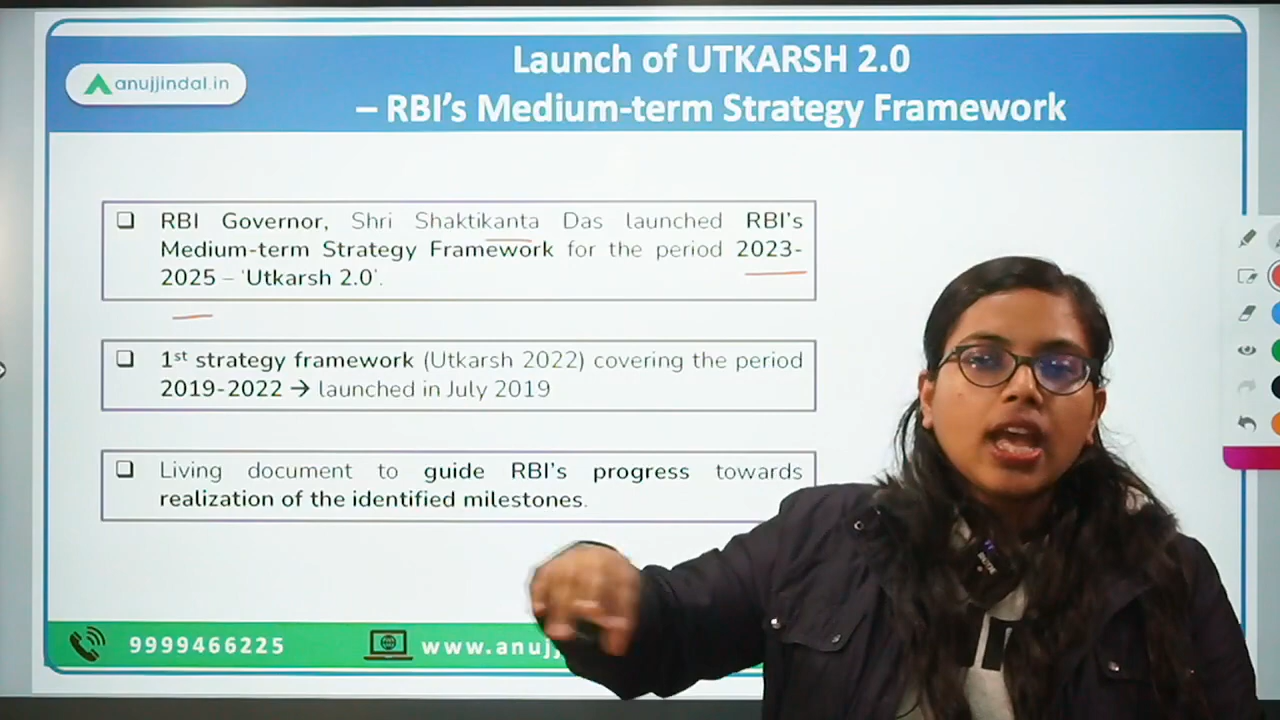 Launch of UTKARSH 2.0
anujjindal.in
– RBI’s Medium-term Strategy Framework
❑ RBI Governor, Shri Shaktikanta Das launched RBI’s
Medium-term Strategy Framework for the period 2023-
2025 – ‘Utkarsh 2.0’.
❑ 1st strategy framework (Utkarsh 2022) covering the period
2019-2022 → launched in July 2019
❑ Living document to guide RBI’s progress towards
realization of the identified milestones.
9999466225